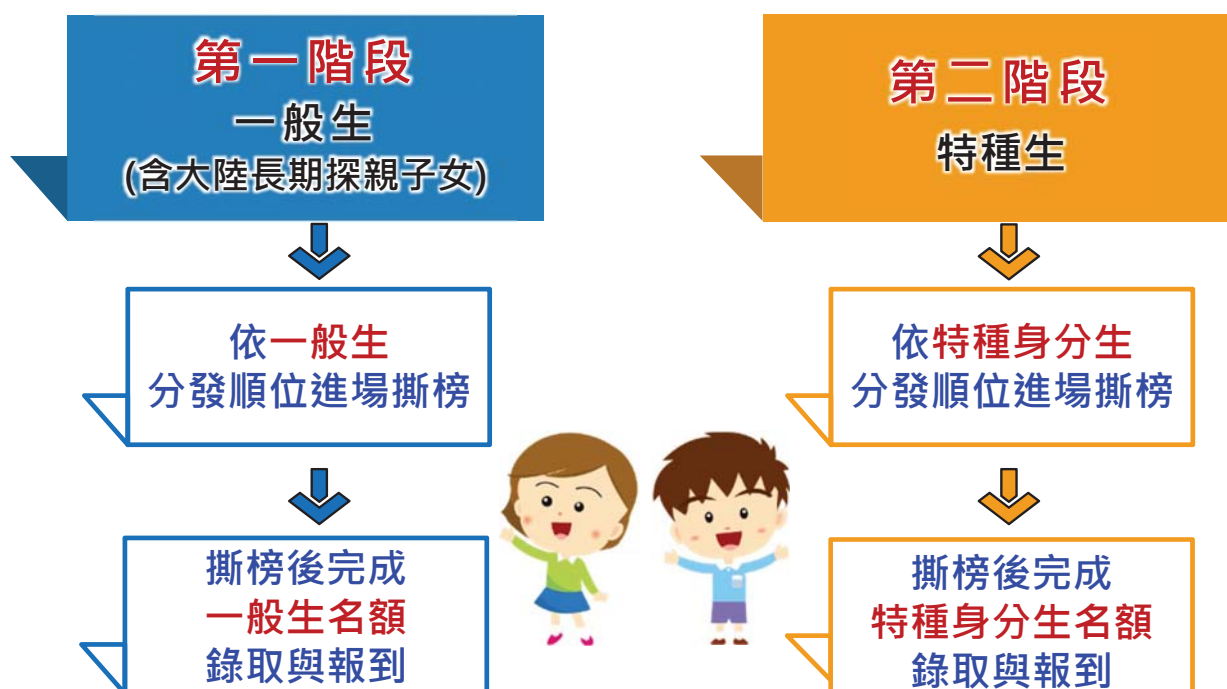 第一階段
一般生
(含大陸長期探親子女)
依一般生
分發順位進場撕榜
撕榜後完成
一般生名額
錄取與報到
第二階段
特種生
依特種身分生
分發順位進場撕榜
撕榜後完成
特種身分生名額
錄取與報到